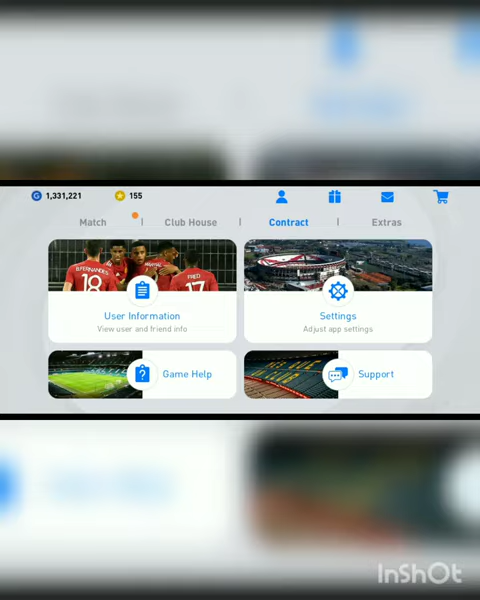 1,331,221 155
Match | Club House | Contract | Extras
B.FERNANDES
18
FRED
17
User Information
View user and friend info
Settings
Adjust app settings
Game Help
Support
InShOt